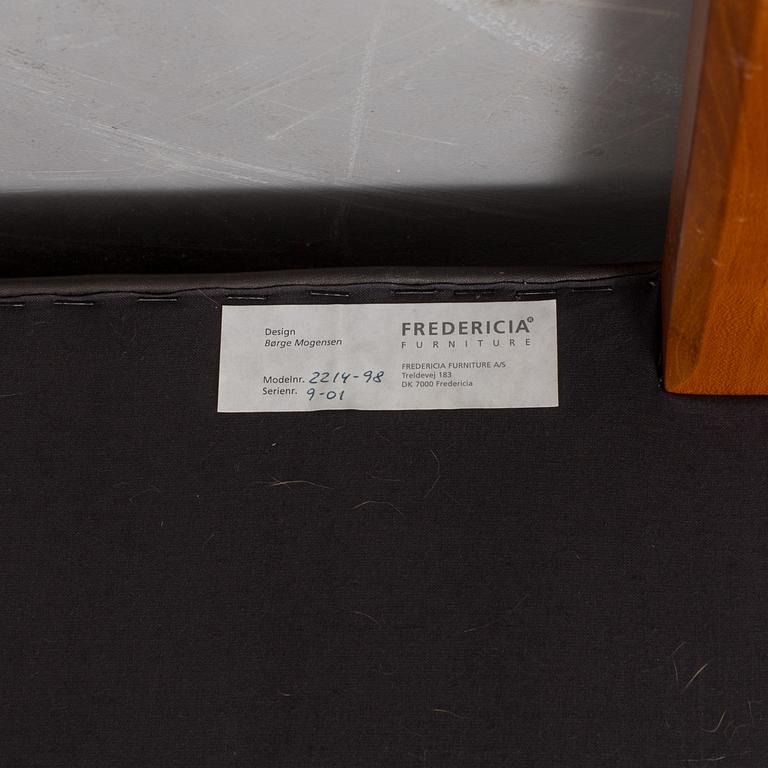 Design
Børge Mogensen
Modelnr. 2214-98
Serienr. 9-01
FREDERICIA®
FURNITURE
FREDERICIA FURNITURE A/S
Treldevej 183
DK 7000 Fredericia